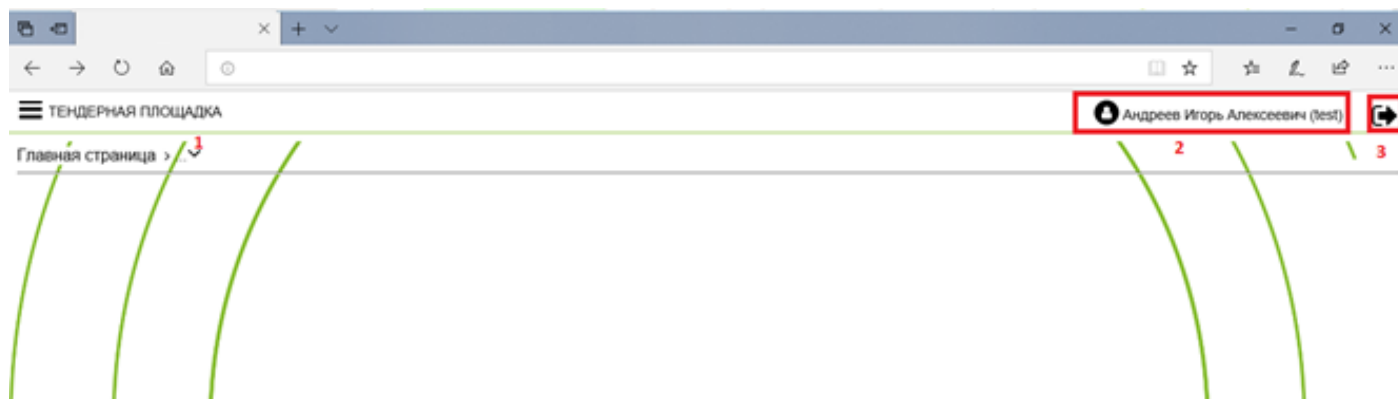 ТЕНДЕРНАЯ ПЛОЩАДКА
Андреев Игорь Алексеевич (test)
1
2
3
Главная страница > ...